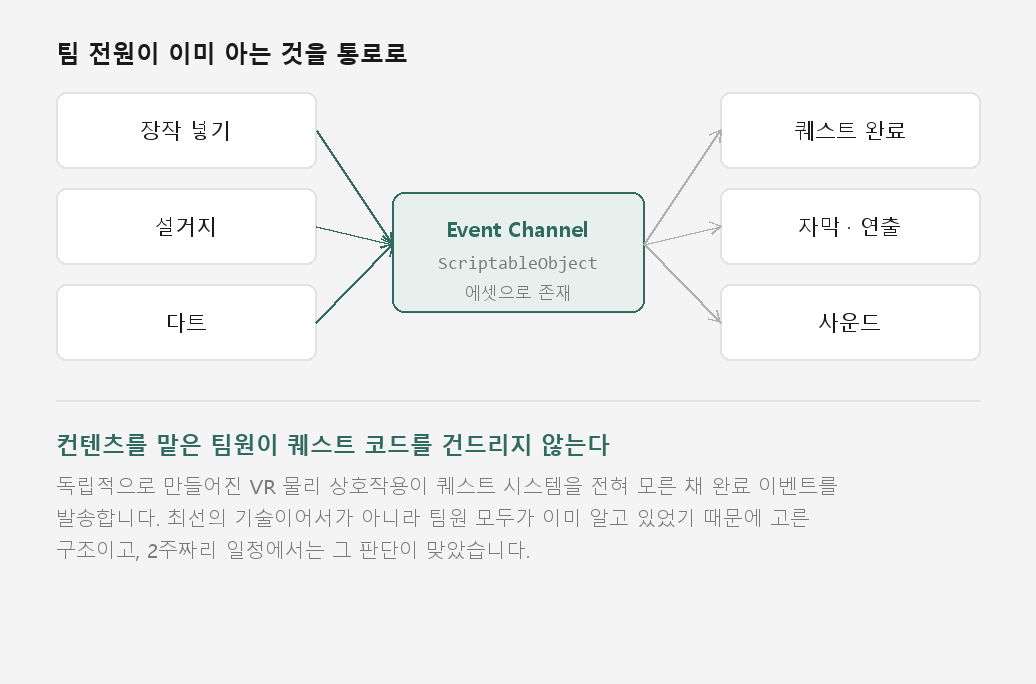 팀 전원이 이미 아는 것을 통로로
장작 넣기
설거지
다트
Event Channel
ScriptableObject
에셋으로 존재
퀘스트 완료
자막 · 연출
사운드
컨텐츠를 맡은 팀원이 퀘스트 코드를 건드리지 않는다
독립적으로 만들어진 VR 물리 상호작용이 퀘스트 시스템을 전혀 모른 채 완료 이벤트를
발송합니다. 최선의 기술이어서가 아니라 팀원 모두가 이미 알고 있었기 때문에 고른
구조이고, 2주짜리 일정에서는 그 판단이 맞았습니다.